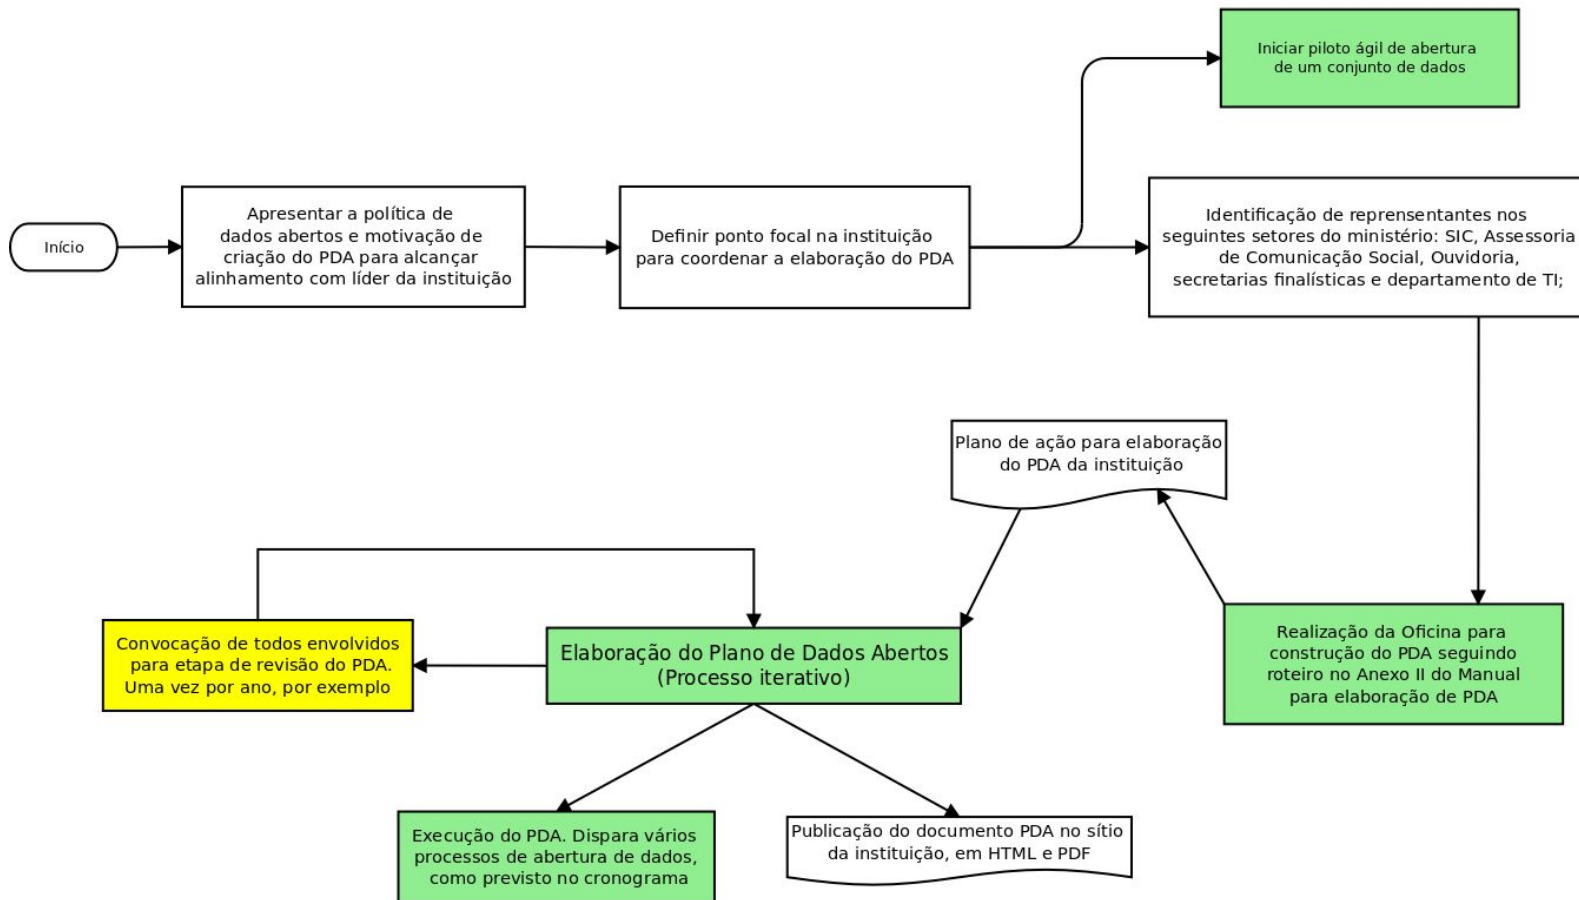 Iniciar piloto ágil de abertura
de um conjunto de dados
Início
Apresentar a política de
dados abertos e motivação de
criação do PDA para alcançar
alinhamento com líder da instituição
Definir ponto focal na instituição
para coordenar a elaboração do PDA
Identificação de reprensentantes nos
seguintes setores do ministério: SIC, Assessoria
de Comunicação Social, Ouvidoria,
secretarias finalísticas e departamento de TI;
Plano de ação para elaboração
do PDA da instituição
Convocação de todos envolvidos
para etapa de revisão do PDA.
Uma vez por ano, por exemplo
Elaboração do Plano de Dados Abertos
(Processo iterativo)
Realização da Oficina para
construção do PDA seguindo
roteiro no Anexo II do Manual
para elaboração de PDA
Execução do PDA. Dispara vários
processos de abertura de dados,
como previsto no cronograma
Publicação do documento PDA no sítio
da instituição, em HTML e PDF